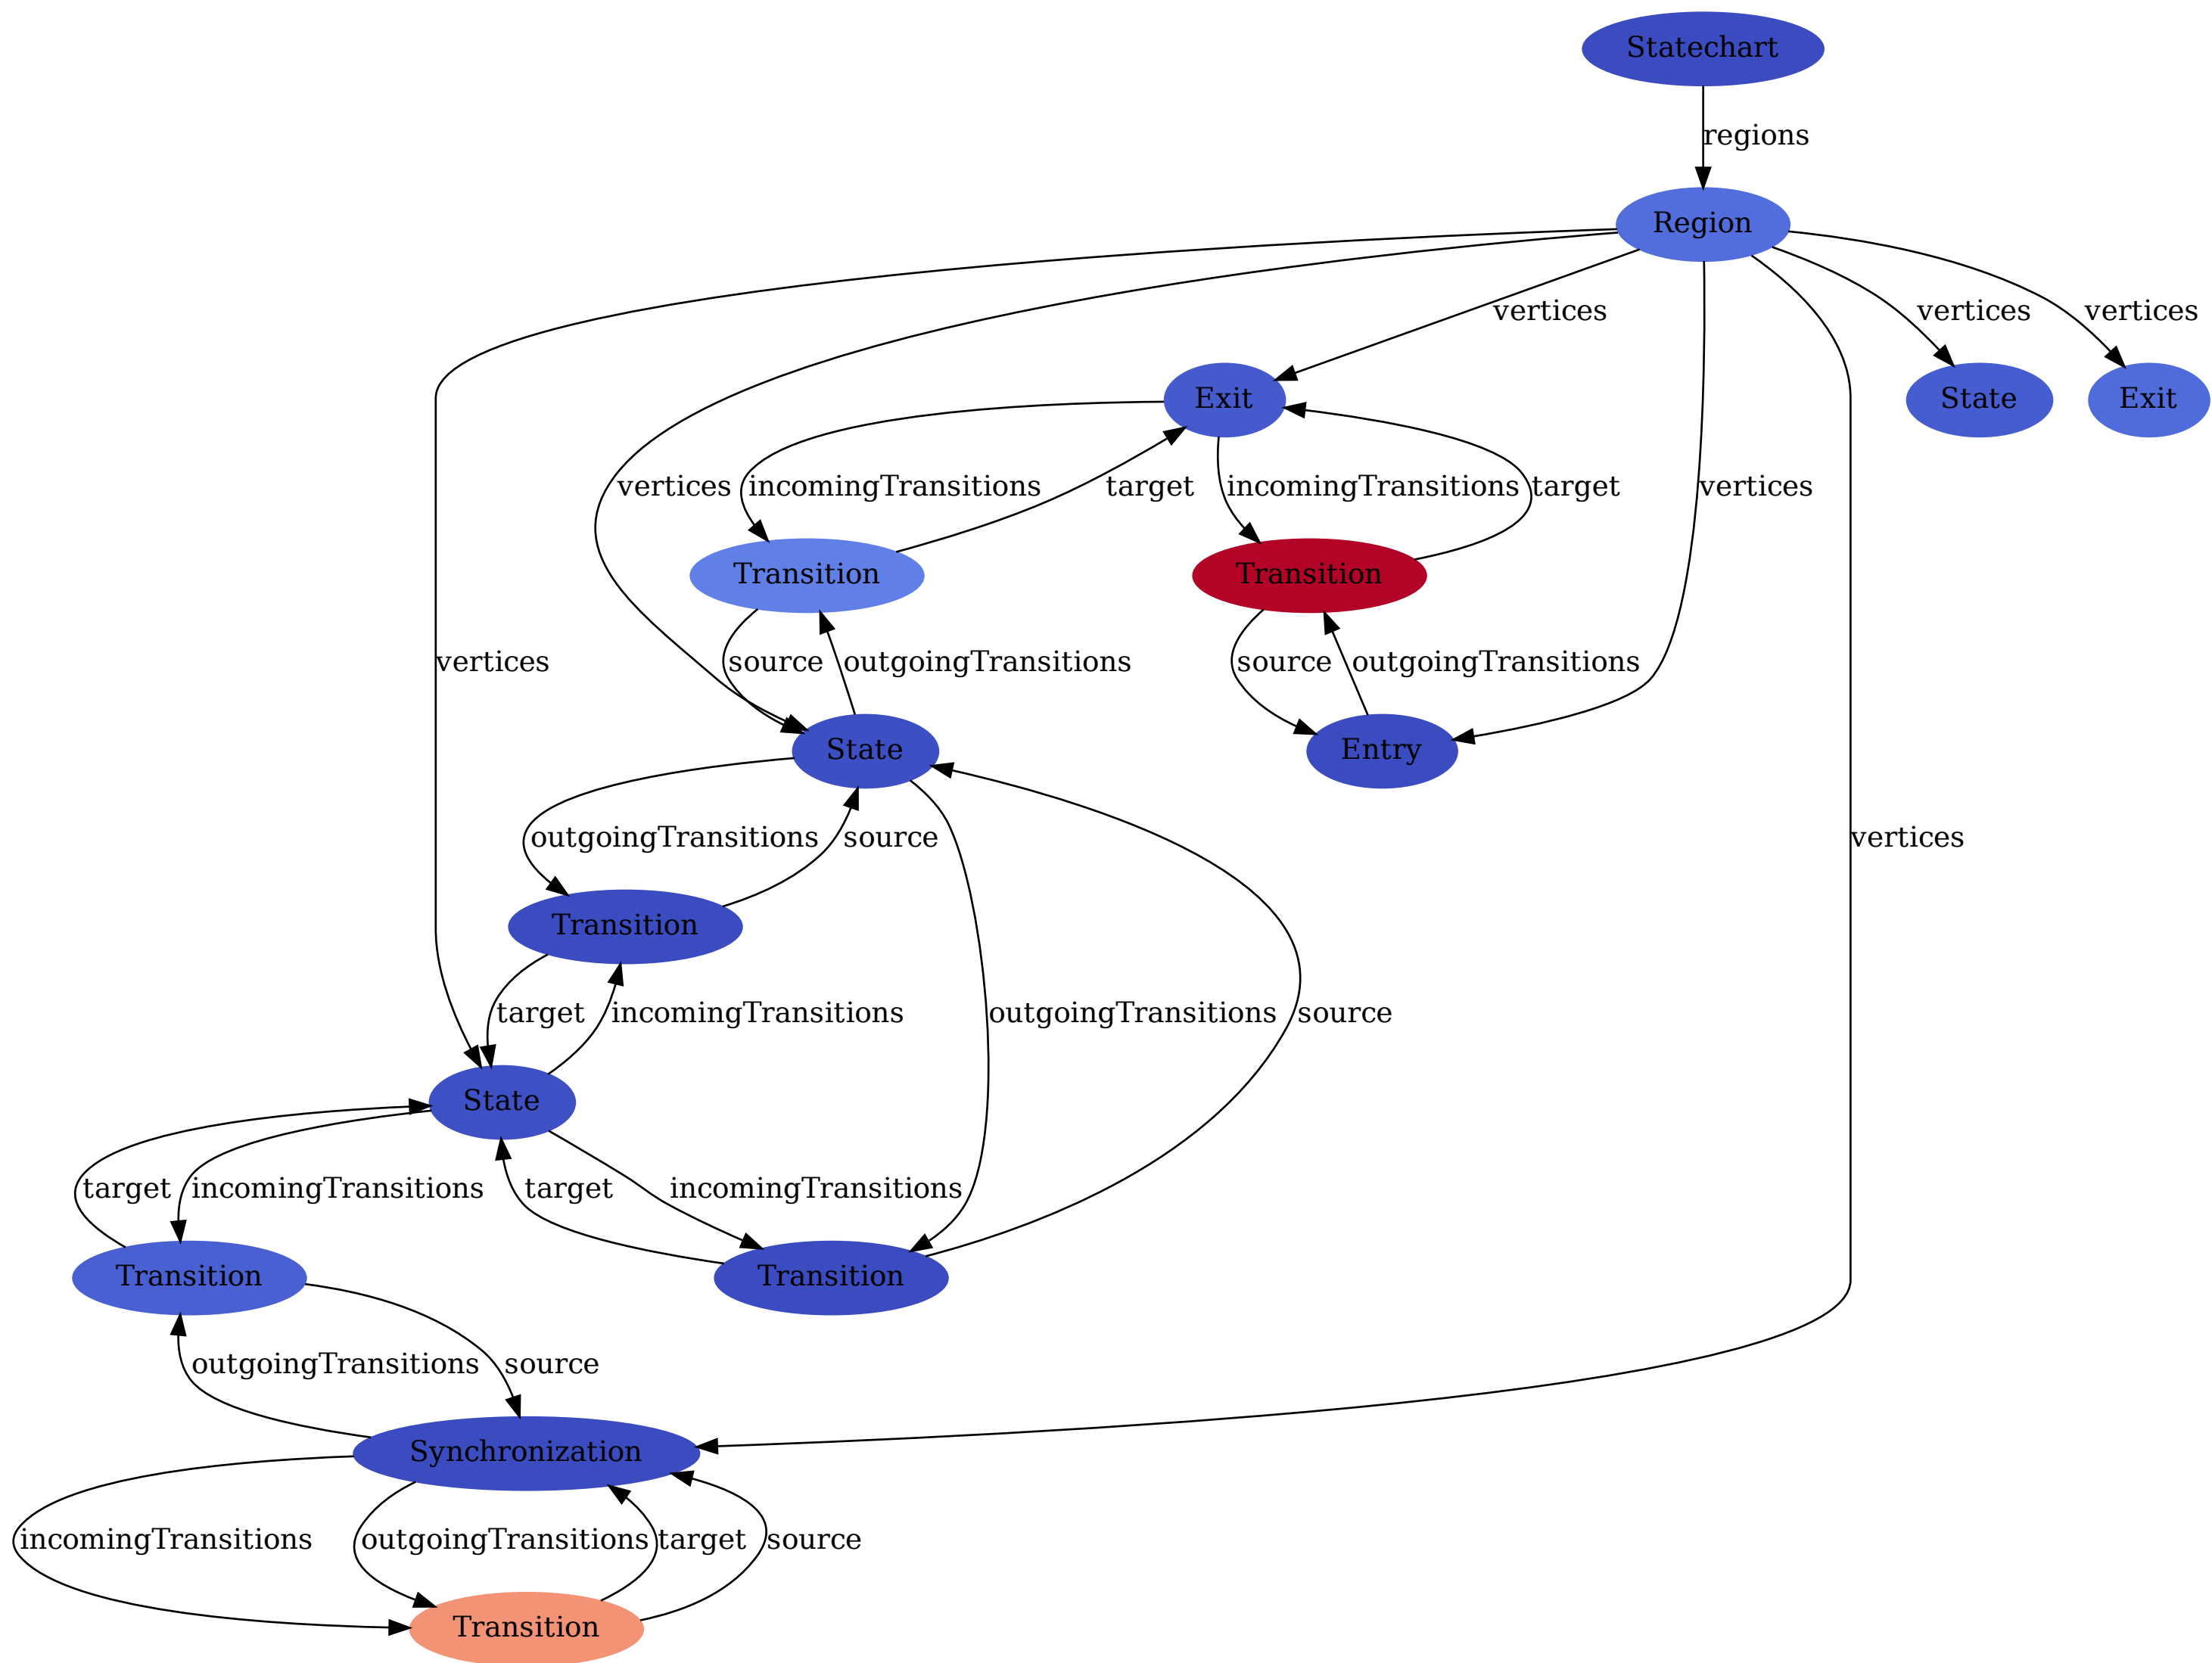 Statechart
regions
Region
vertices
vertices
vertices
Exit
State
Exit
vertices
incomingTransitions
target
incomingTransitions
target
vertices
Transition
Transition
vertices
source
outgoingTransitions
source
outgoingTransitions
State
Entry
outgoingTransitions
source
vertices
Transition
target
incomingTransitions
outgoingTransitions
source
State
target
incomingTransitions
target
incomingTransitions
Transition
Transition
outgoingTransitions
source
Synchronization
incomingTransitions
outgoingTransitions
target
source
Transition